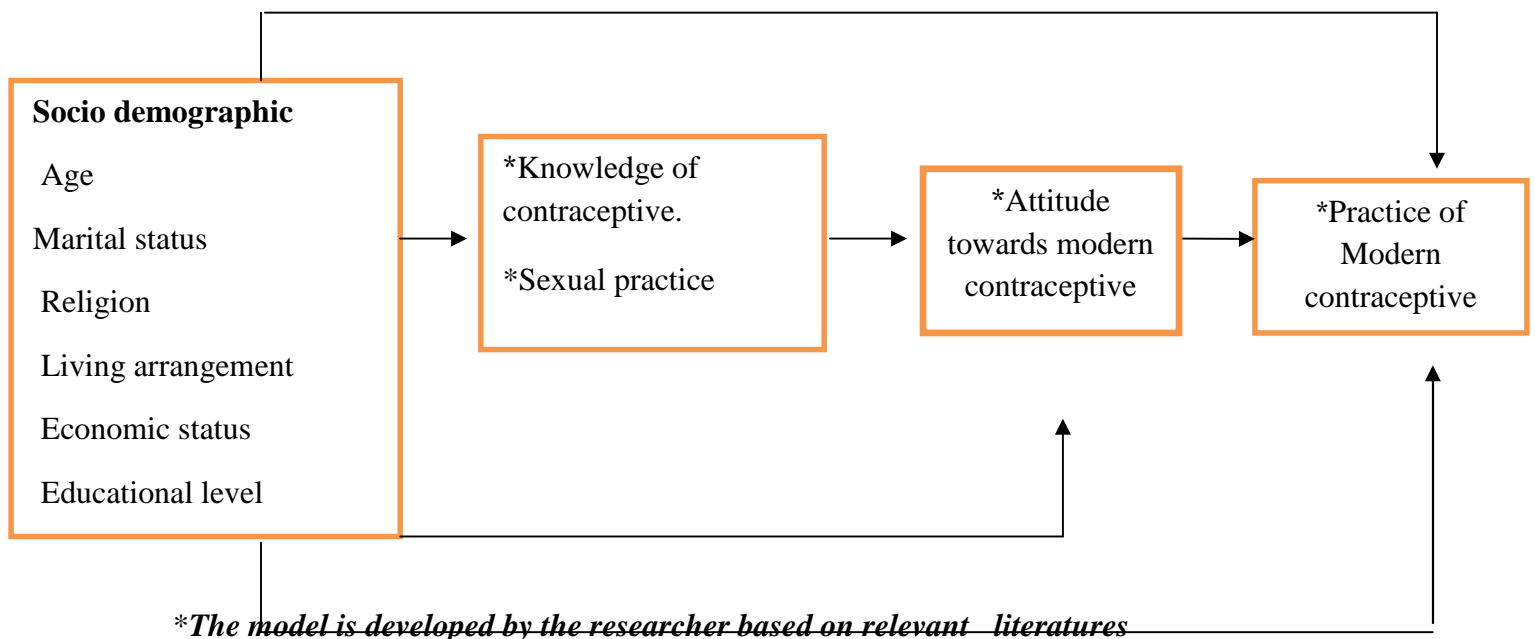 Socio demographic
Age
Marital status
Religion
Living arrangement
Economic status
Educational level
*Knowledge of
contraceptive.
*Sexual practice
*Attitude
towards modern
contraceptive
*Practice of
Modern
contraceptive
*The model is developed by the researcher based on relevant literatures